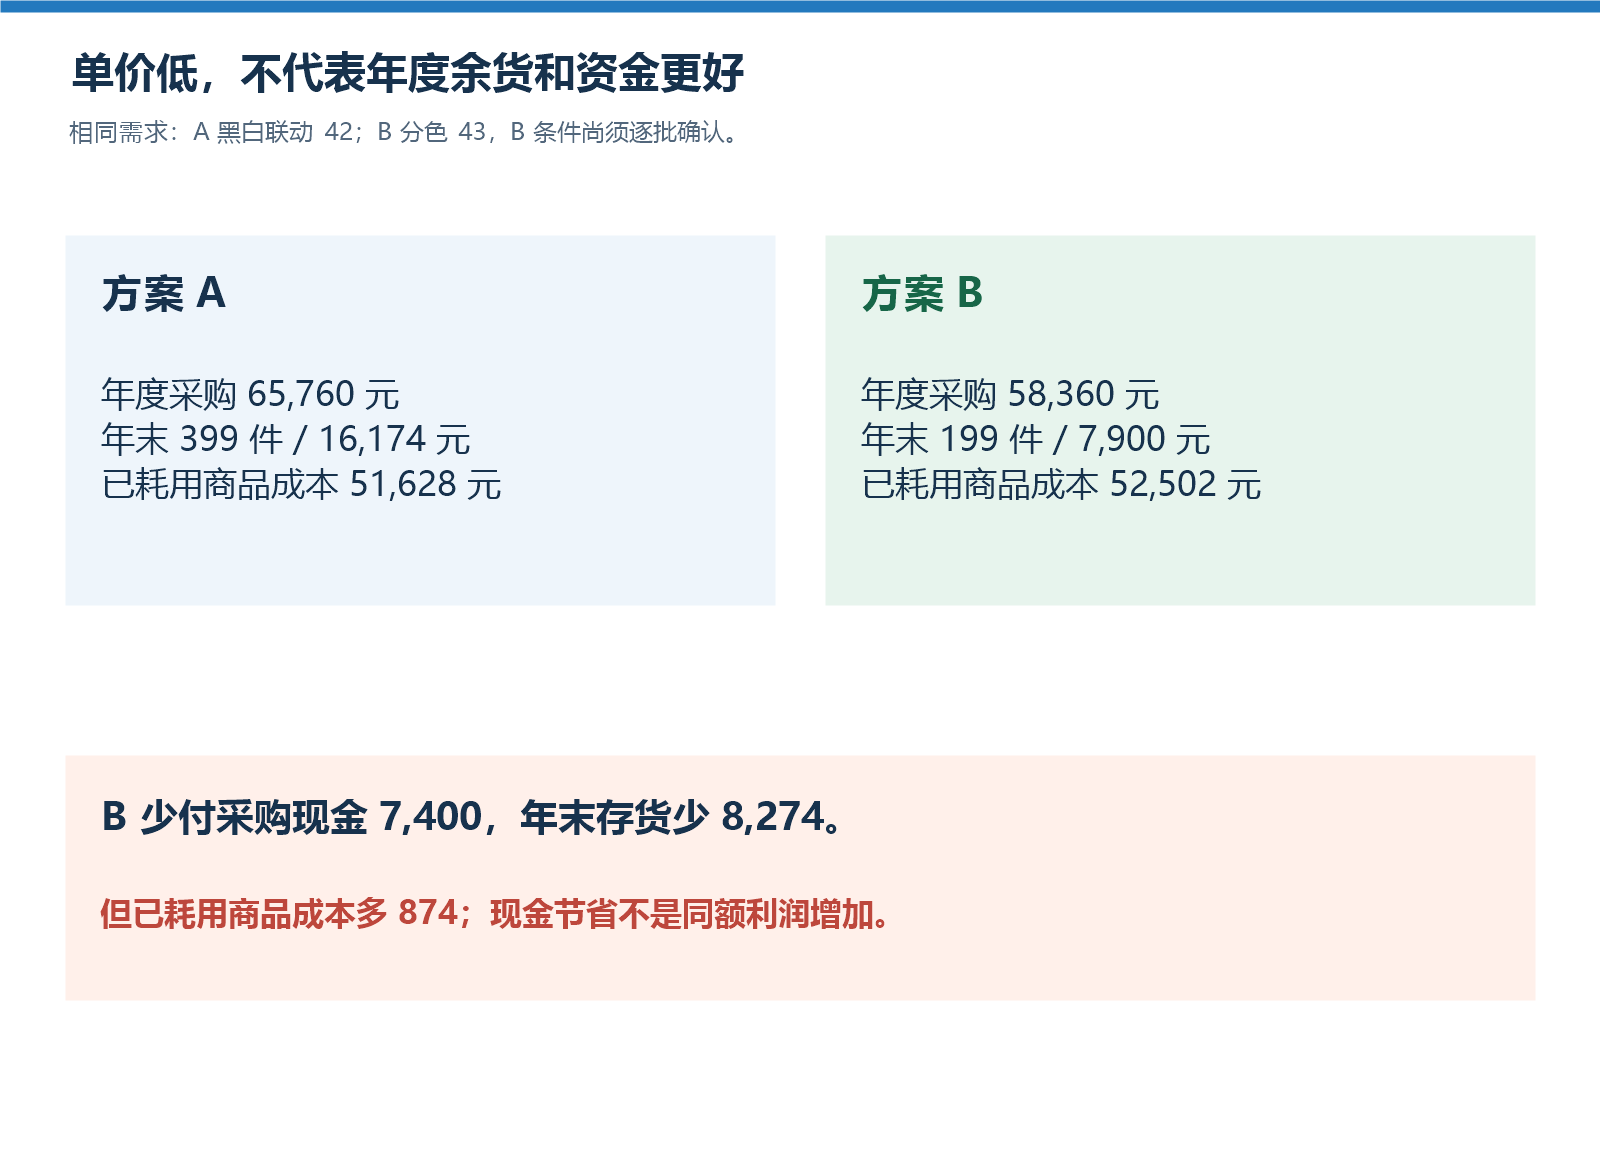 单价低，不代表年度余货和资金更好
相同需求：A 黑白联动 42；B 分色 43，B 条件尚须逐批确认。
方案 A
年度采购 65,760 元
年末 399 件 / 16,174 元
已耗用商品成本 51,628 元
方案 B
年度采购 58,360 元
年末 199 件 / 7,900 元
已耗用商品成本 52,502 元
B 少付采购现金 7,400，年末存货少 8,274。
但已耗用商品成本多 874；现金节省不是同额利润增加。